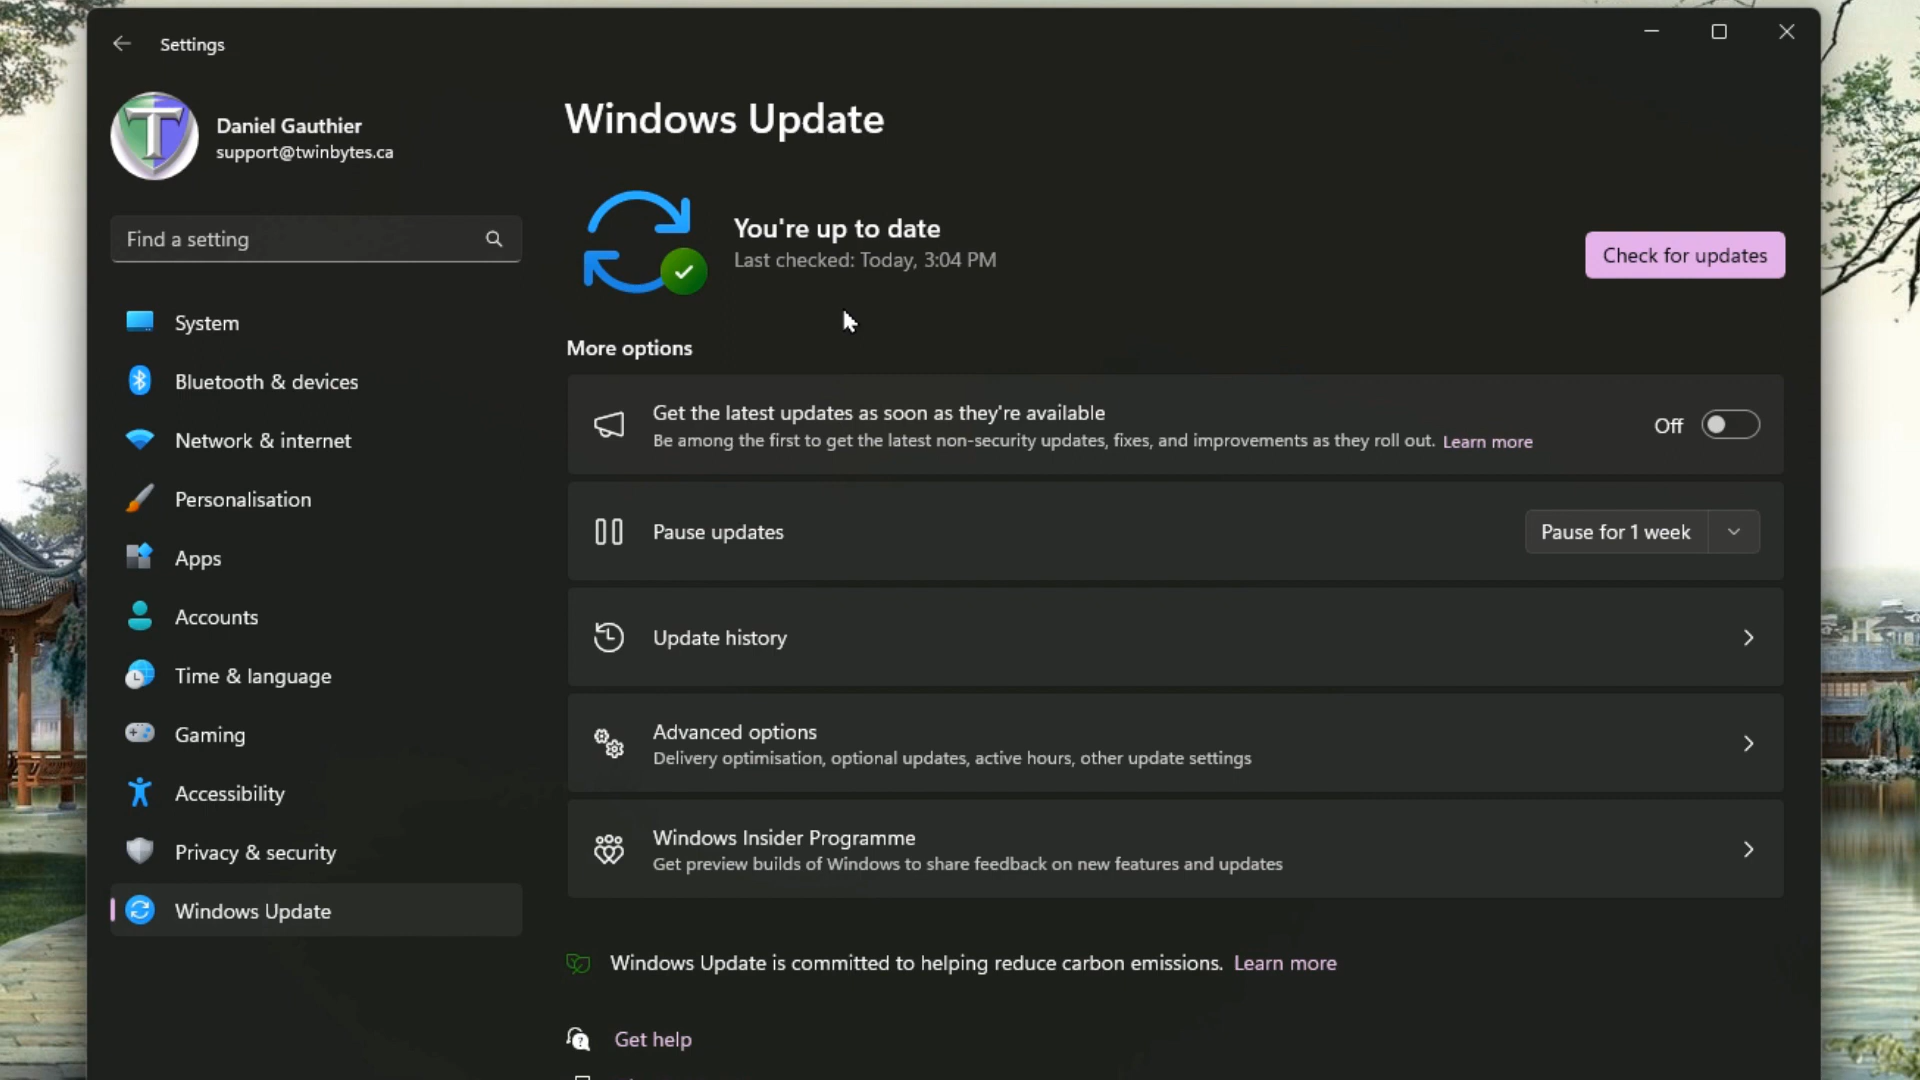 Settings
Daniel Gauthier
support@twinbytes.ca
Find a setting
System
Bluetooth & devices
Network & internet
Personalisation
Apps
Accounts
Time & language
Gaming
Accessibility
Privacy & security
Windows Update
Windows Update
You're up to date
Last checked: Today, 3:04 PM
Check for updates
More options
Get the latest updates as soon as they're available
Be among the first to get the latest non-security updates, fixes, and improvements as they roll out. Learn more
Off
Pause updates
Pause for 1 week
Update history
Advanced options
Delivery optimisation, optional updates, active hours, other update settings
Windows Insider Programme
Get preview builds of Windows to share feedback on new features and updates
Windows Update is committed to helping reduce carbon emissions. Learn more
Get help